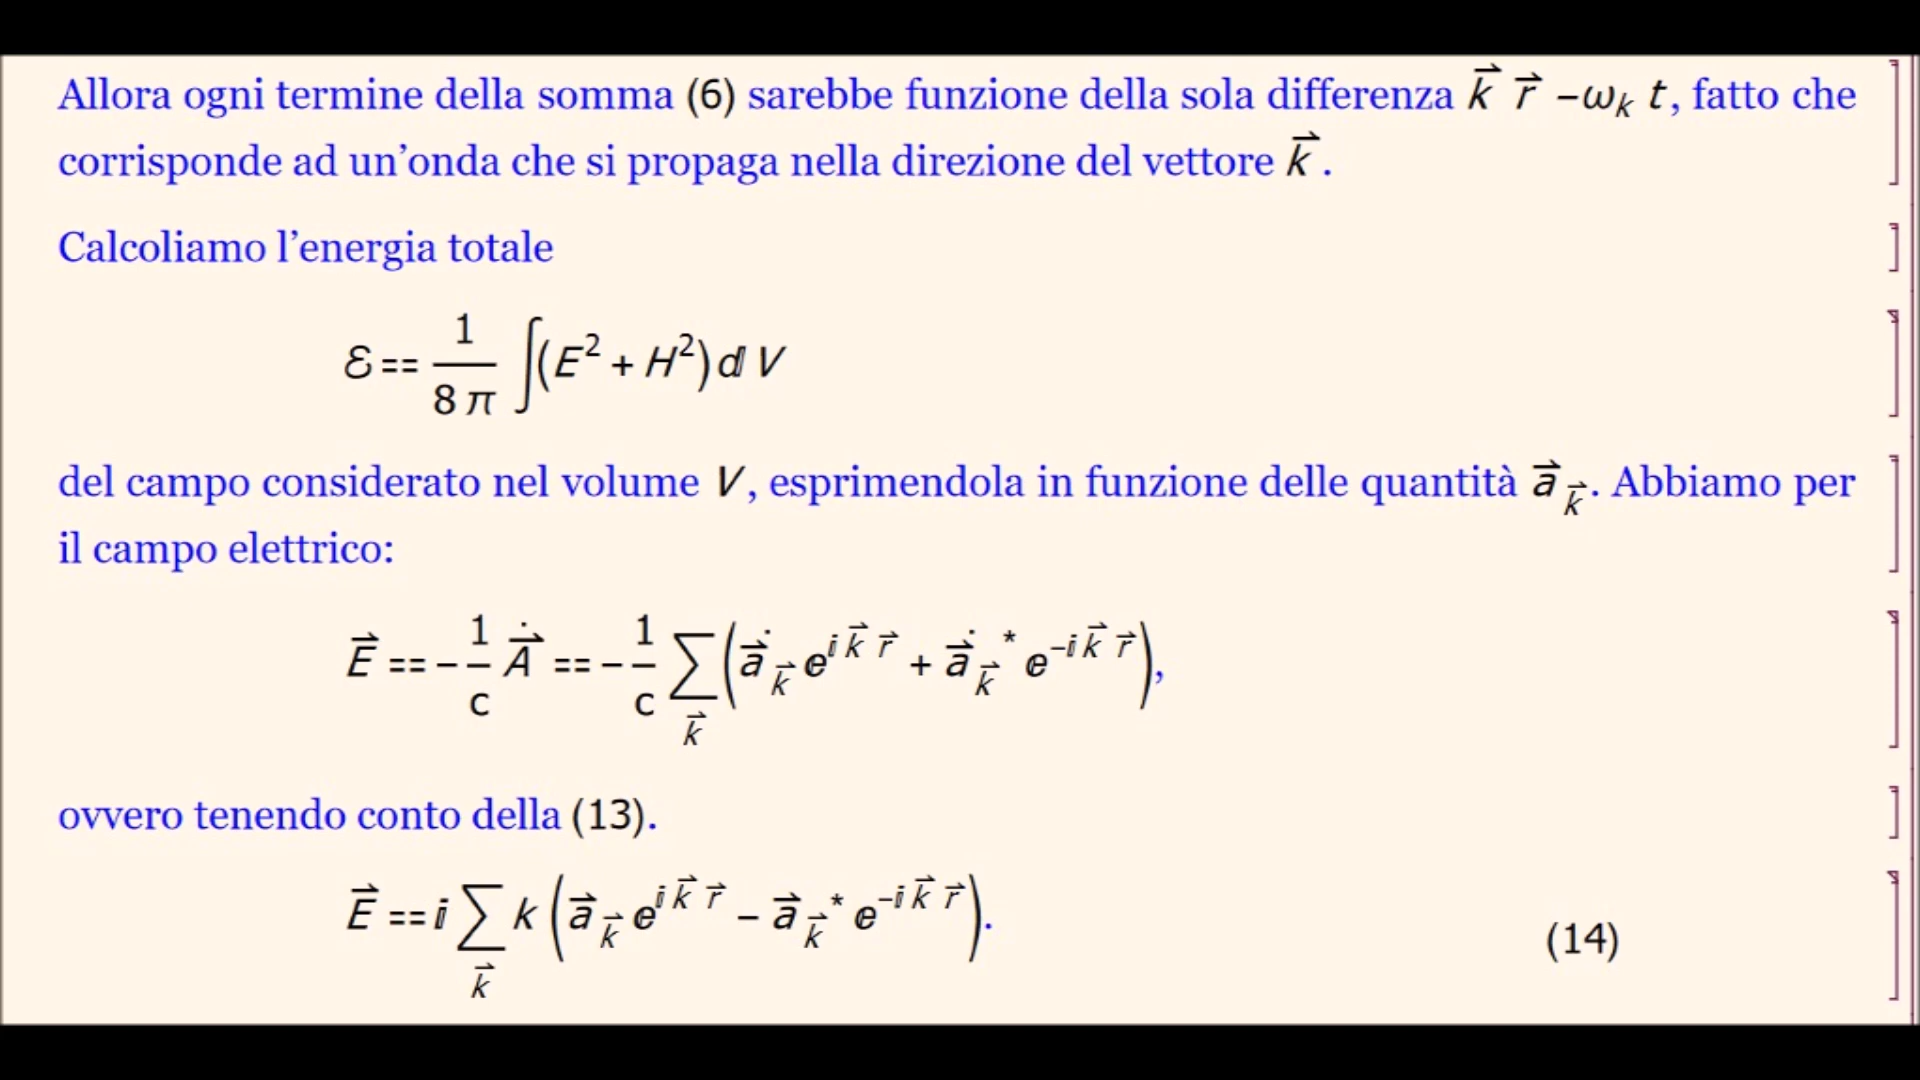 Allora ogni termine della somma (6) sarebbe funzione della sola differenza k⃗ r⃗ −ωₖ t, fatto che
corrisponde ad un’onda che si propaga nella direzione del vettore k⃗.
Calcoliamo l’energia totale
ℰ == 1/(8 π) ∫(E² + H²) ⅆV
del campo considerato nel volume V, esprimendola in funzione delle quantità a⃗_k⃗. Abbiamo per
il campo elettrico:
E⃗ == −1/c A⃗̇ == −1/c ∑_k⃗ (a⃗̇_k⃗ ⅇ^(ⅈ k⃗ r⃗) + a⃗̇_k⃗* ⅇ^(−ⅈ k⃗ r⃗)),
ovvero tenendo conto della (13).
E⃗ == ⅈ ∑_k⃗ k (a⃗_k⃗ ⅇ^(ⅈ k⃗ r⃗) − a⃗_k⃗* ⅇ^(−ⅈ k⃗ r⃗)). (14)